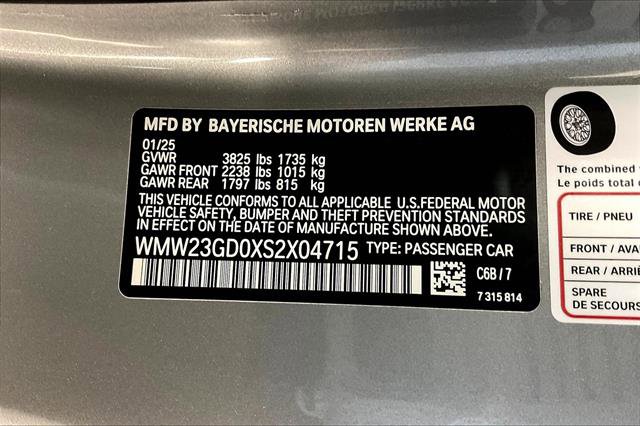 MFD BY BAYERISCHE MOTOREN WERKE AG
01/25
GVWR 3825 lbs 1735 kg
GAWR FRONT 2238 lbs 1015 kg
GAWR REAR 1797 lbs 815 kg
THIS VEHICLE CONFORMS TO ALL APPLICABLE U.S.FEDERAL MOTOR
VEHICLE SAFETY, BUMPER AND THEFT PREVENTION STANDARDS
IN EFFECT ON THE DATE OF MANUFACTURE SHOWN ABOVE.
WMW23GD0XS2X04715 TYPE: PASSENGER CAR
C6B / 7
7 315 814
The combined
Le poids total
TIRE / PNEU
FRONT / AVA
REAR / ARRIÈ
SPARE
DE SECOURS